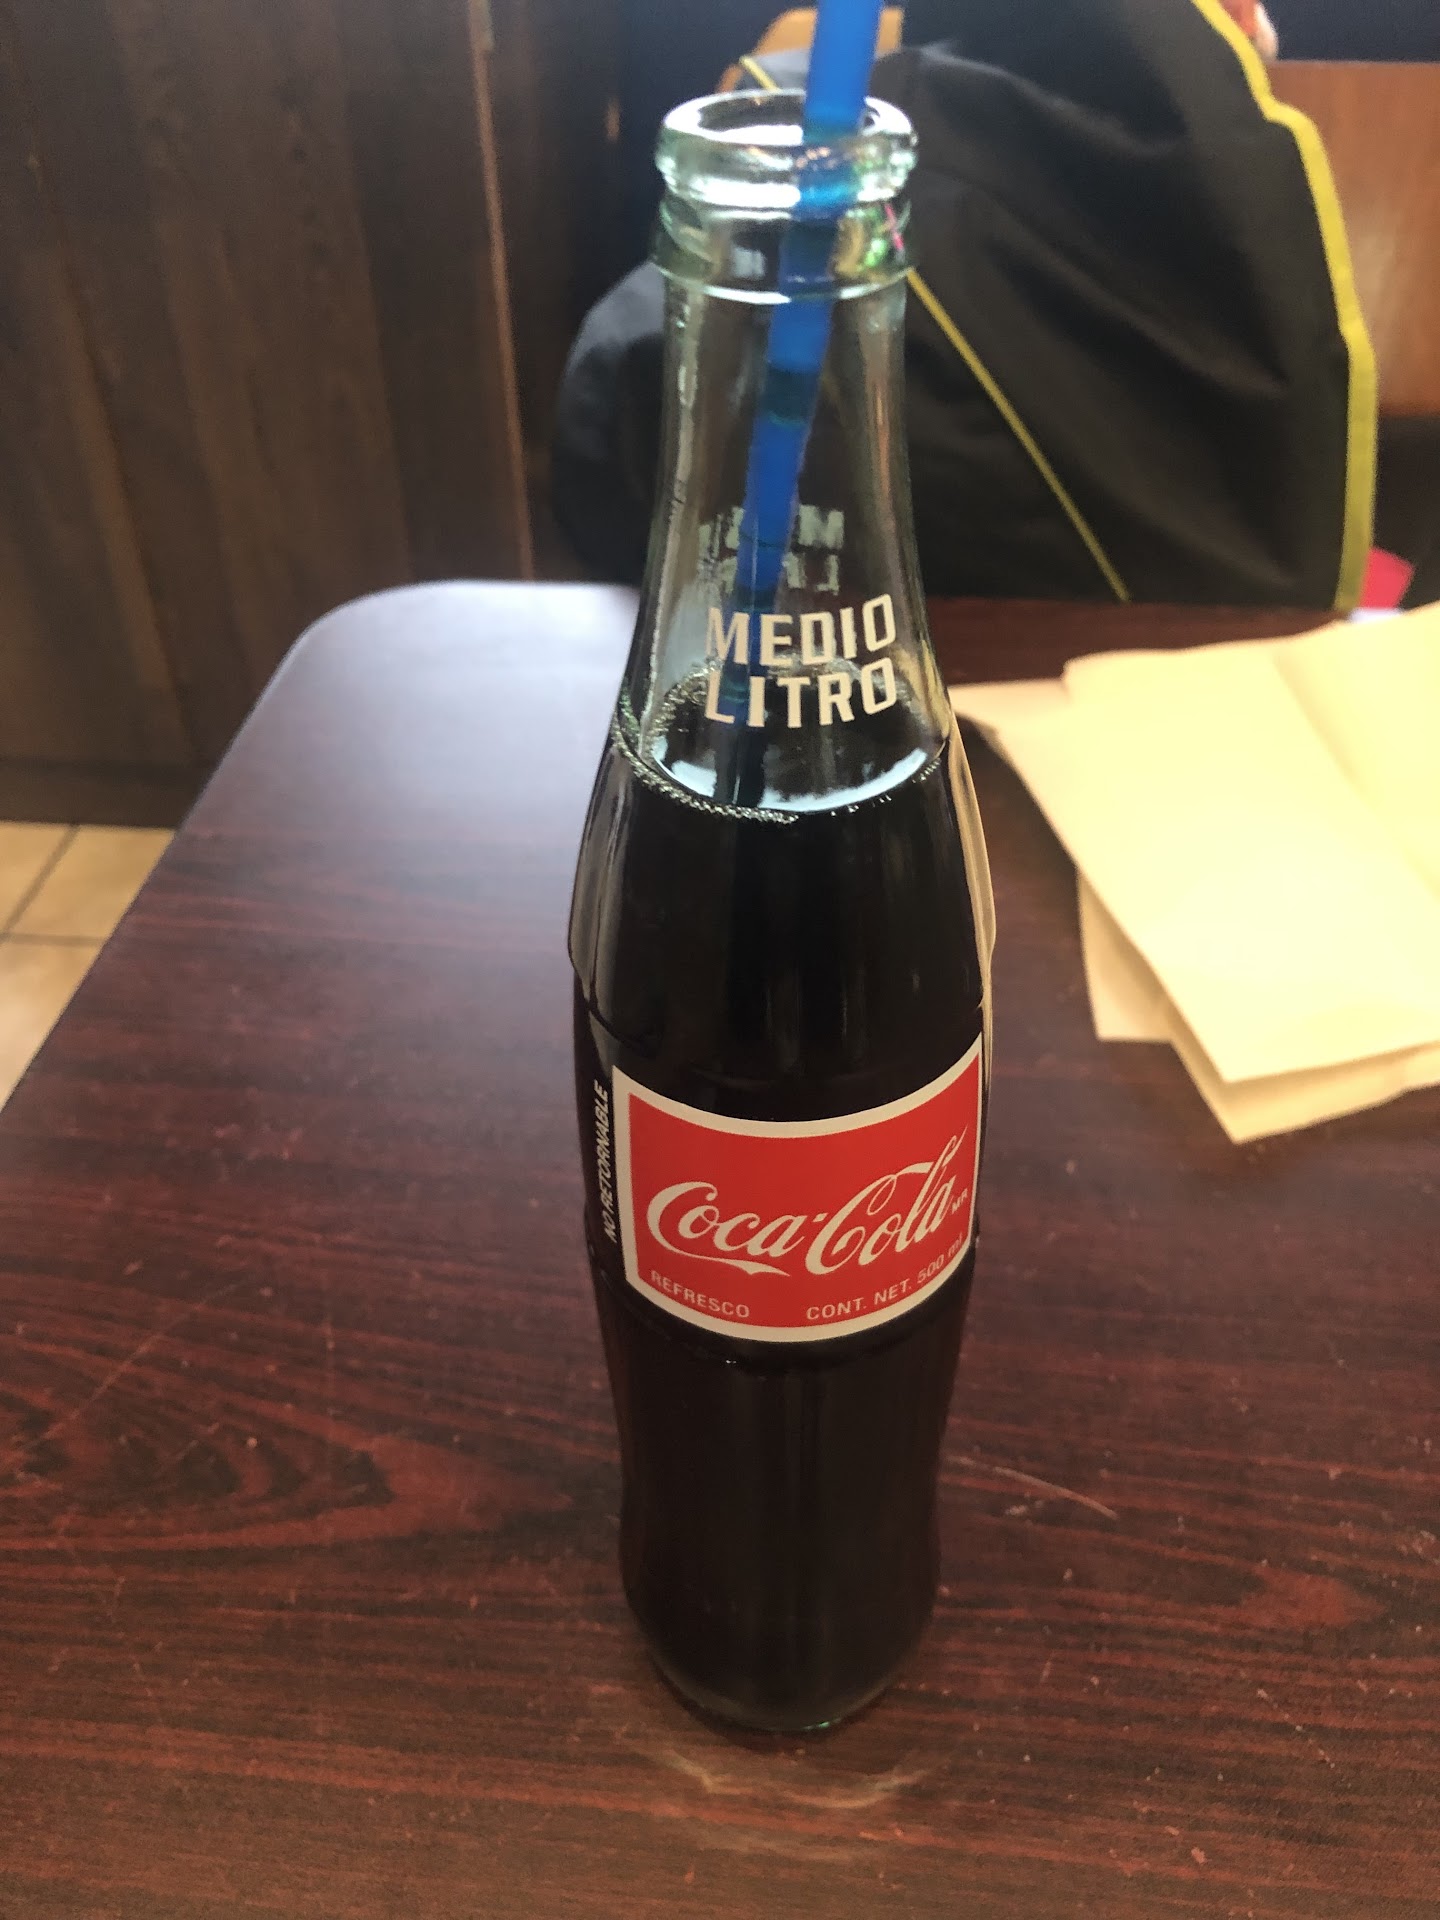 MEDIO
LITRO
NO RETORNABLE
Coca-Cola MR
REFRESCO CONT. NET. 500 ml